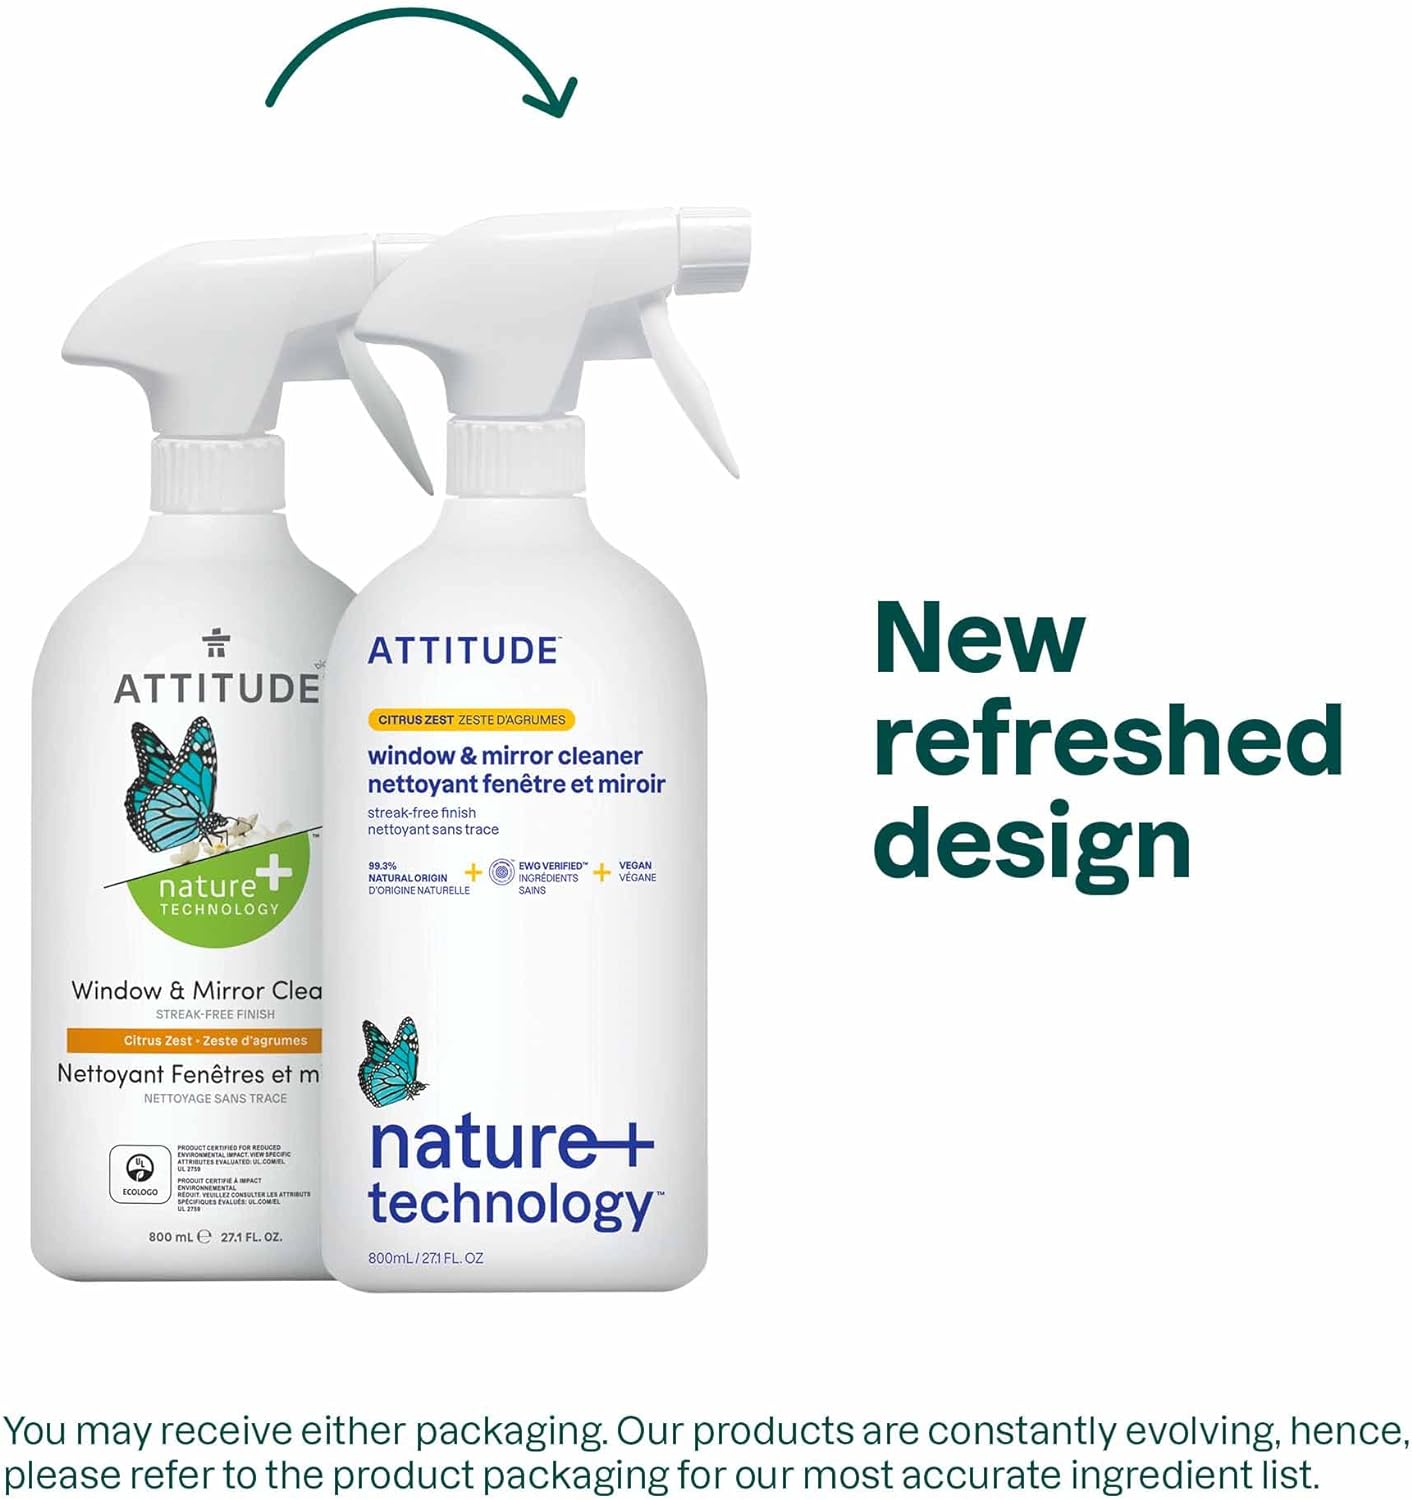 ATTITUDE
nature+
TECHNOLOGY
™
Window & Mirror Clea
STREAK-FREE FINISH
Citrus Zest • Zeste d'agrumes
Nettoyant Fenêtres et m
NETTOYAGE SANS TRACE
UL
ECOLOGO
PRODUCT CERTIFIED FOR REDUCED
ENVIRONMENTAL IMPACT. VIEW SPECIFIC
ATTRIBUTES EVALUATED: UL.COM/EL
UL 2759
PRODUIT CERTIFIÉ À IMPACT
ENVIRONNEMENTAL
RÉDUIT. VEUILLEZ CONSULTER LES ATTRIBUTS
SPÉCIFIQUES ÉVALUÉS: UL.COM/EL
UL 2759
800 mL ℮ 27.1 FL. OZ.
ATTITUDE™
CITRUS ZEST ZESTE D'AGRUMES
window & mirror cleaner
nettoyant fenêtre et miroir
streak-free finish
nettoyant sans trace
99.3%
NATURAL ORIGIN
D'ORIGINE NATURELLE
+
EWG VERIFIED™
INGRÉDIENTS
SAINS
+
VEGAN
VÉGANE
nature+
technology™
800mL/27.1 FL. OZ
New
refreshed
design
You may receive either packaging. Our products are constantly evolving, hence,
please refer to the product packaging for our most accurate ingredient list.